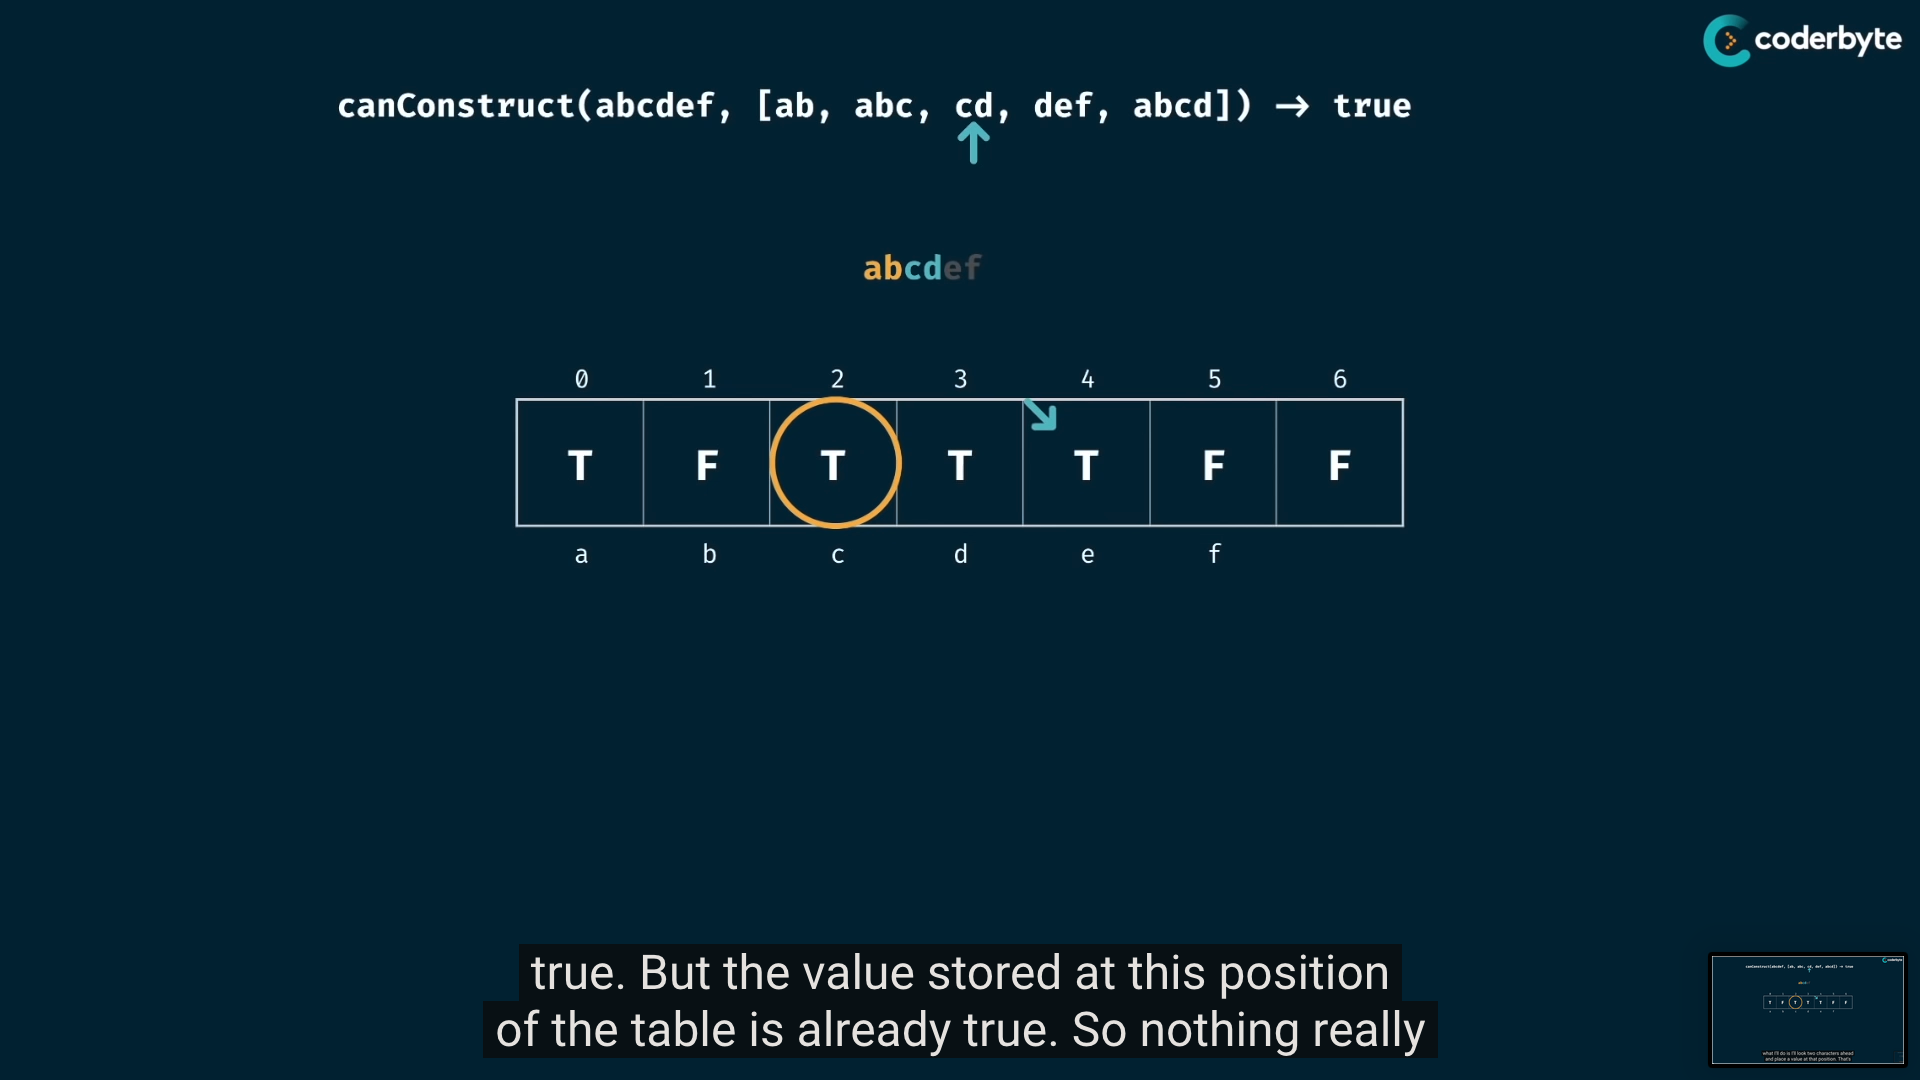 coderbyte
canConstruct(abcdef, [ab, abc, cd, def, abcd]) → true
abcdef
0 1 2 3 4 5 6
T F T T T F F
a b c d e f
true. But the value stored at this position
of the table is already true. So nothing really